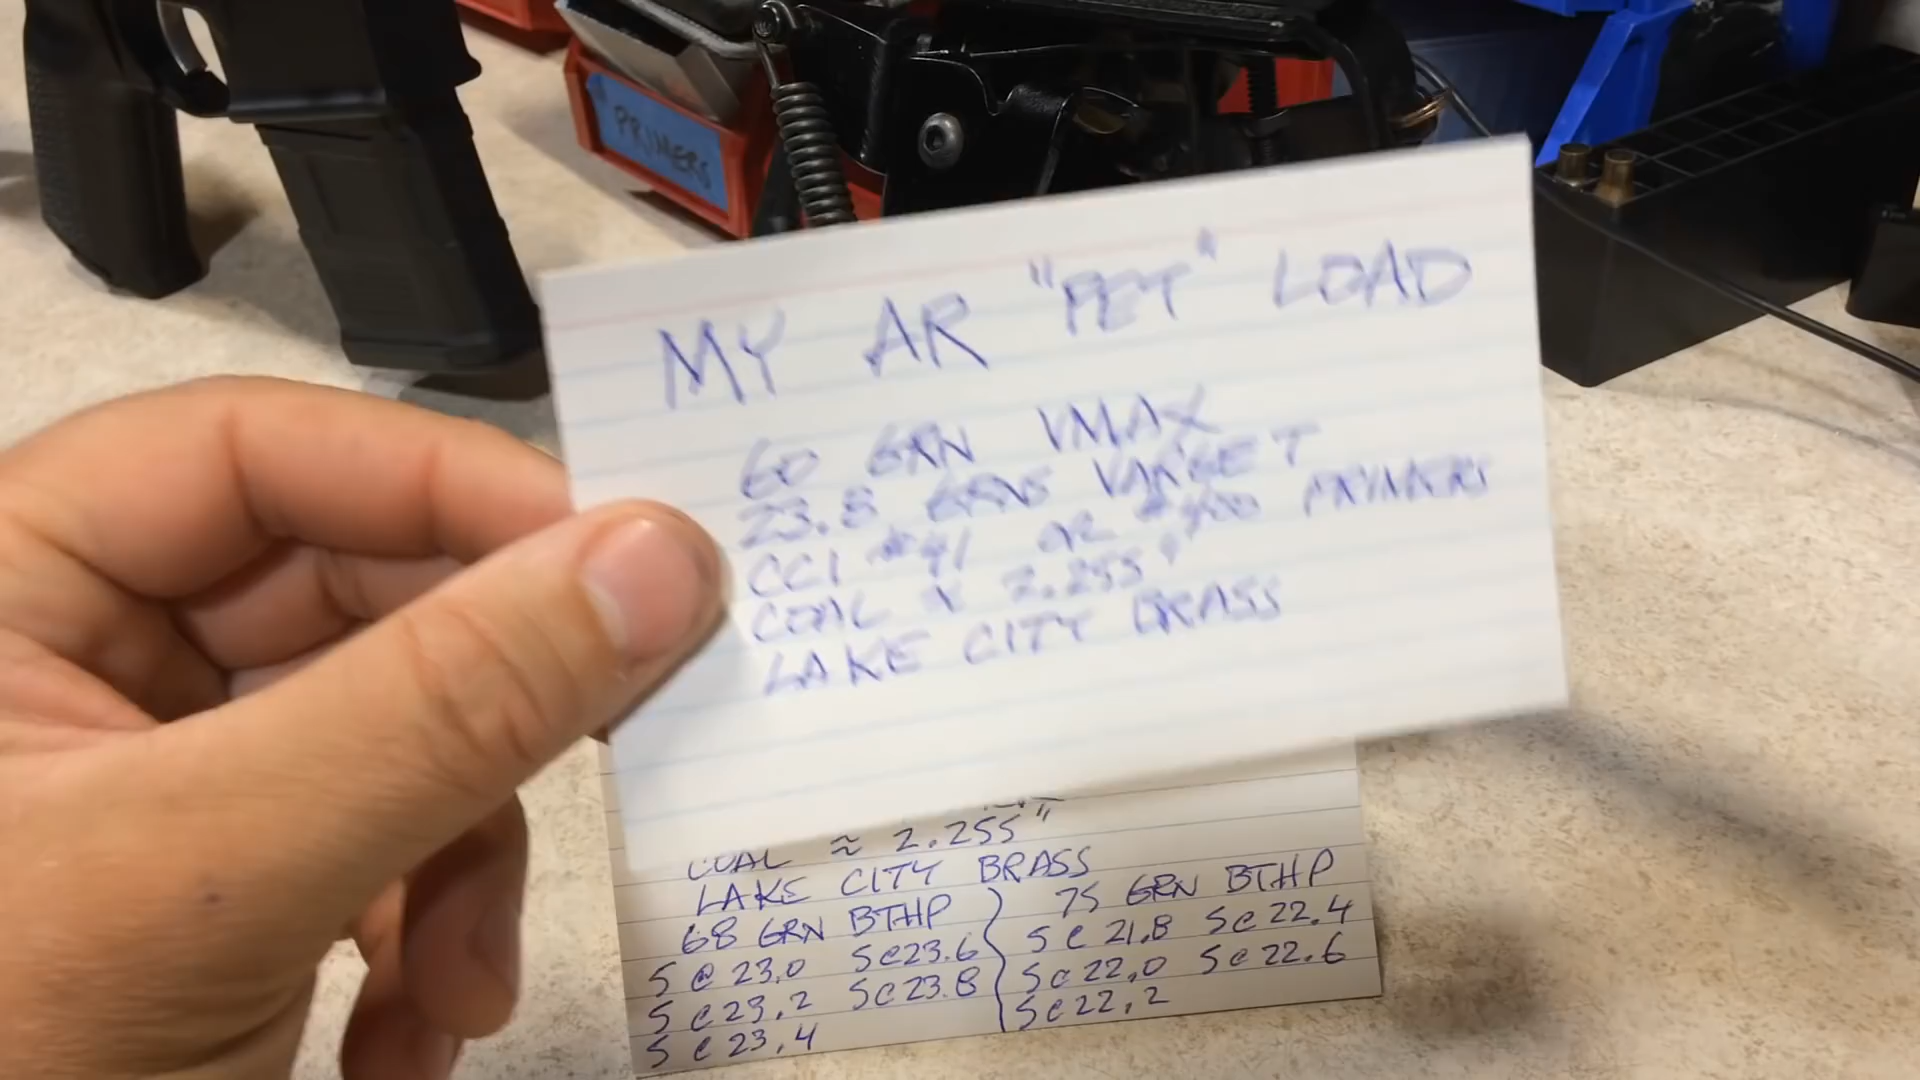 PRIMERS
MY AR "PET" LOAD
60 GRN VMAX
23.8 GRNS VARGET
CCI #41 or #400 PRIMERS
COAL ≈ 2.255"
LAKE CITY BRASS
COAL ≈ 2.255"
LAKE CITY BRASS
68 GRN BTHP
5 @ 23.0 5@23.6
5 @ 23.2 5@23.8
5 @ 23.4
75 GRN BTHP
5 @ 21.8 5@22.4
5@22.0 5@22.6
5@22.2